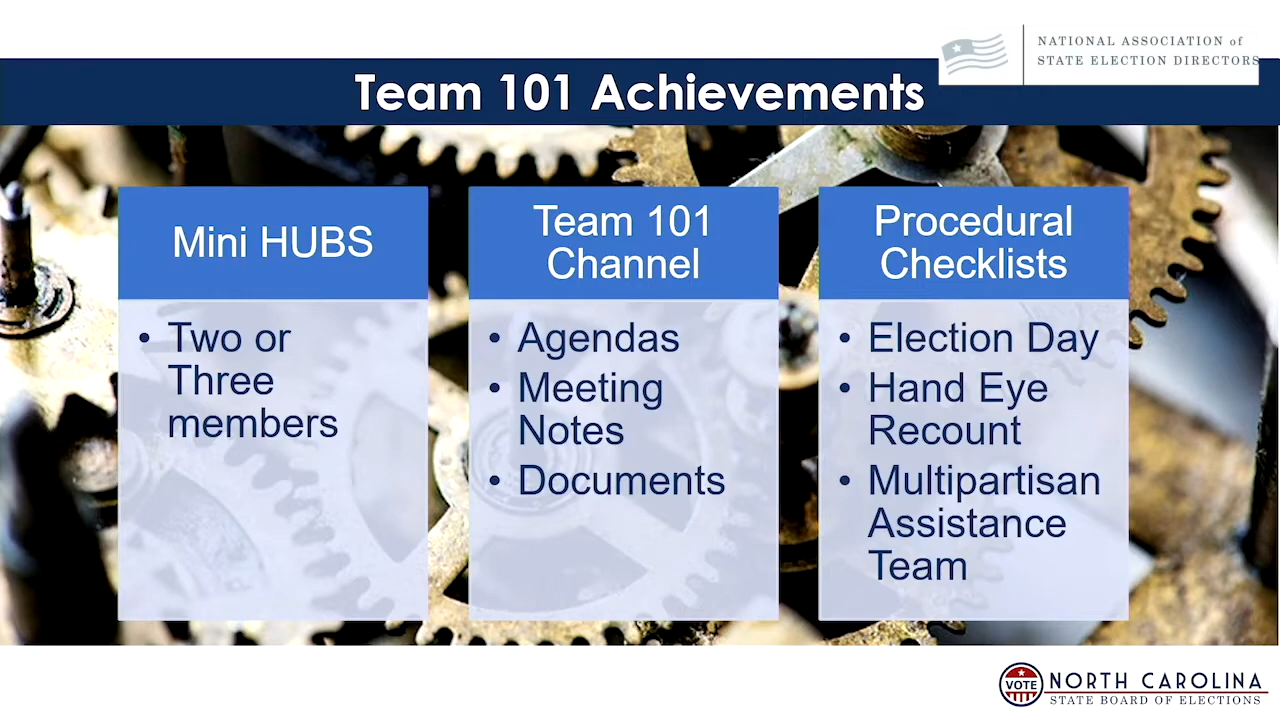 NATIONAL ASSOCIATION of
STATE ELECTION DIRECTORS
Team 101 Achievements
Mini HUBS
• Two or
Three
members
Team 101
Channel
• Agendas
• Meeting
Notes
• Documents
Procedural
Checklists
• Election Day
• Hand Eye
Recount
• Multipartisan
Assistance
Team
VOTE
NORTH CAROLINA
STATE BOARD OF ELECTIONS